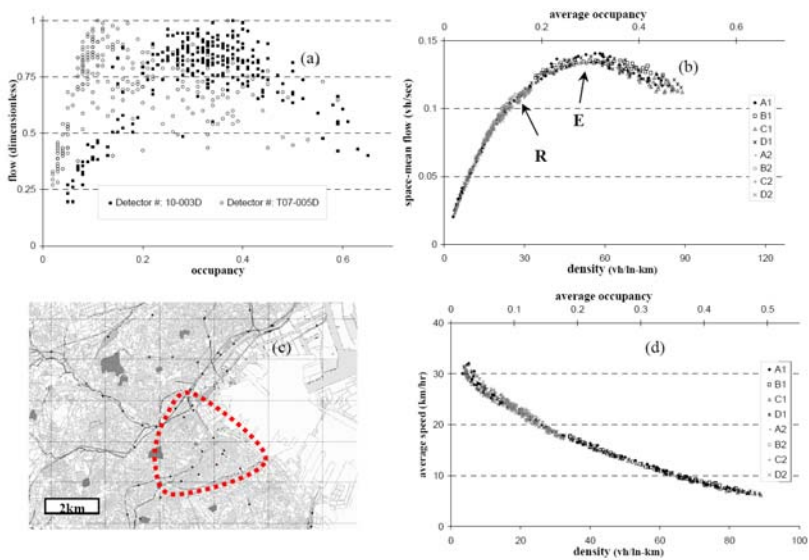 (a)
1
0.75
0.5
0.25
0
flow (dimensionless)
Detector #: 10-003D
Detector #: T07-005D
0
0.2
0.4
0.6
occupancy
average occupancy
0
0.2
0.4
0.6
(b)
0.15
0.1
0.05
0
space-mean flow (vh/sec)
E
R
A1
B1
C1
D1
A2
B2
C2
D2
0
30
60
90
120
density (vh/ln-km)
(c)
2km
average occupancy
0
0.1
0.2
0.3
0.4
0.5
(d)
40
30
20
10
0
average speed (km/hr)
A1
B1
C1
D1
A2
B2
C2
D2
0
20
40
60
80
100
density (vh/ln-km)